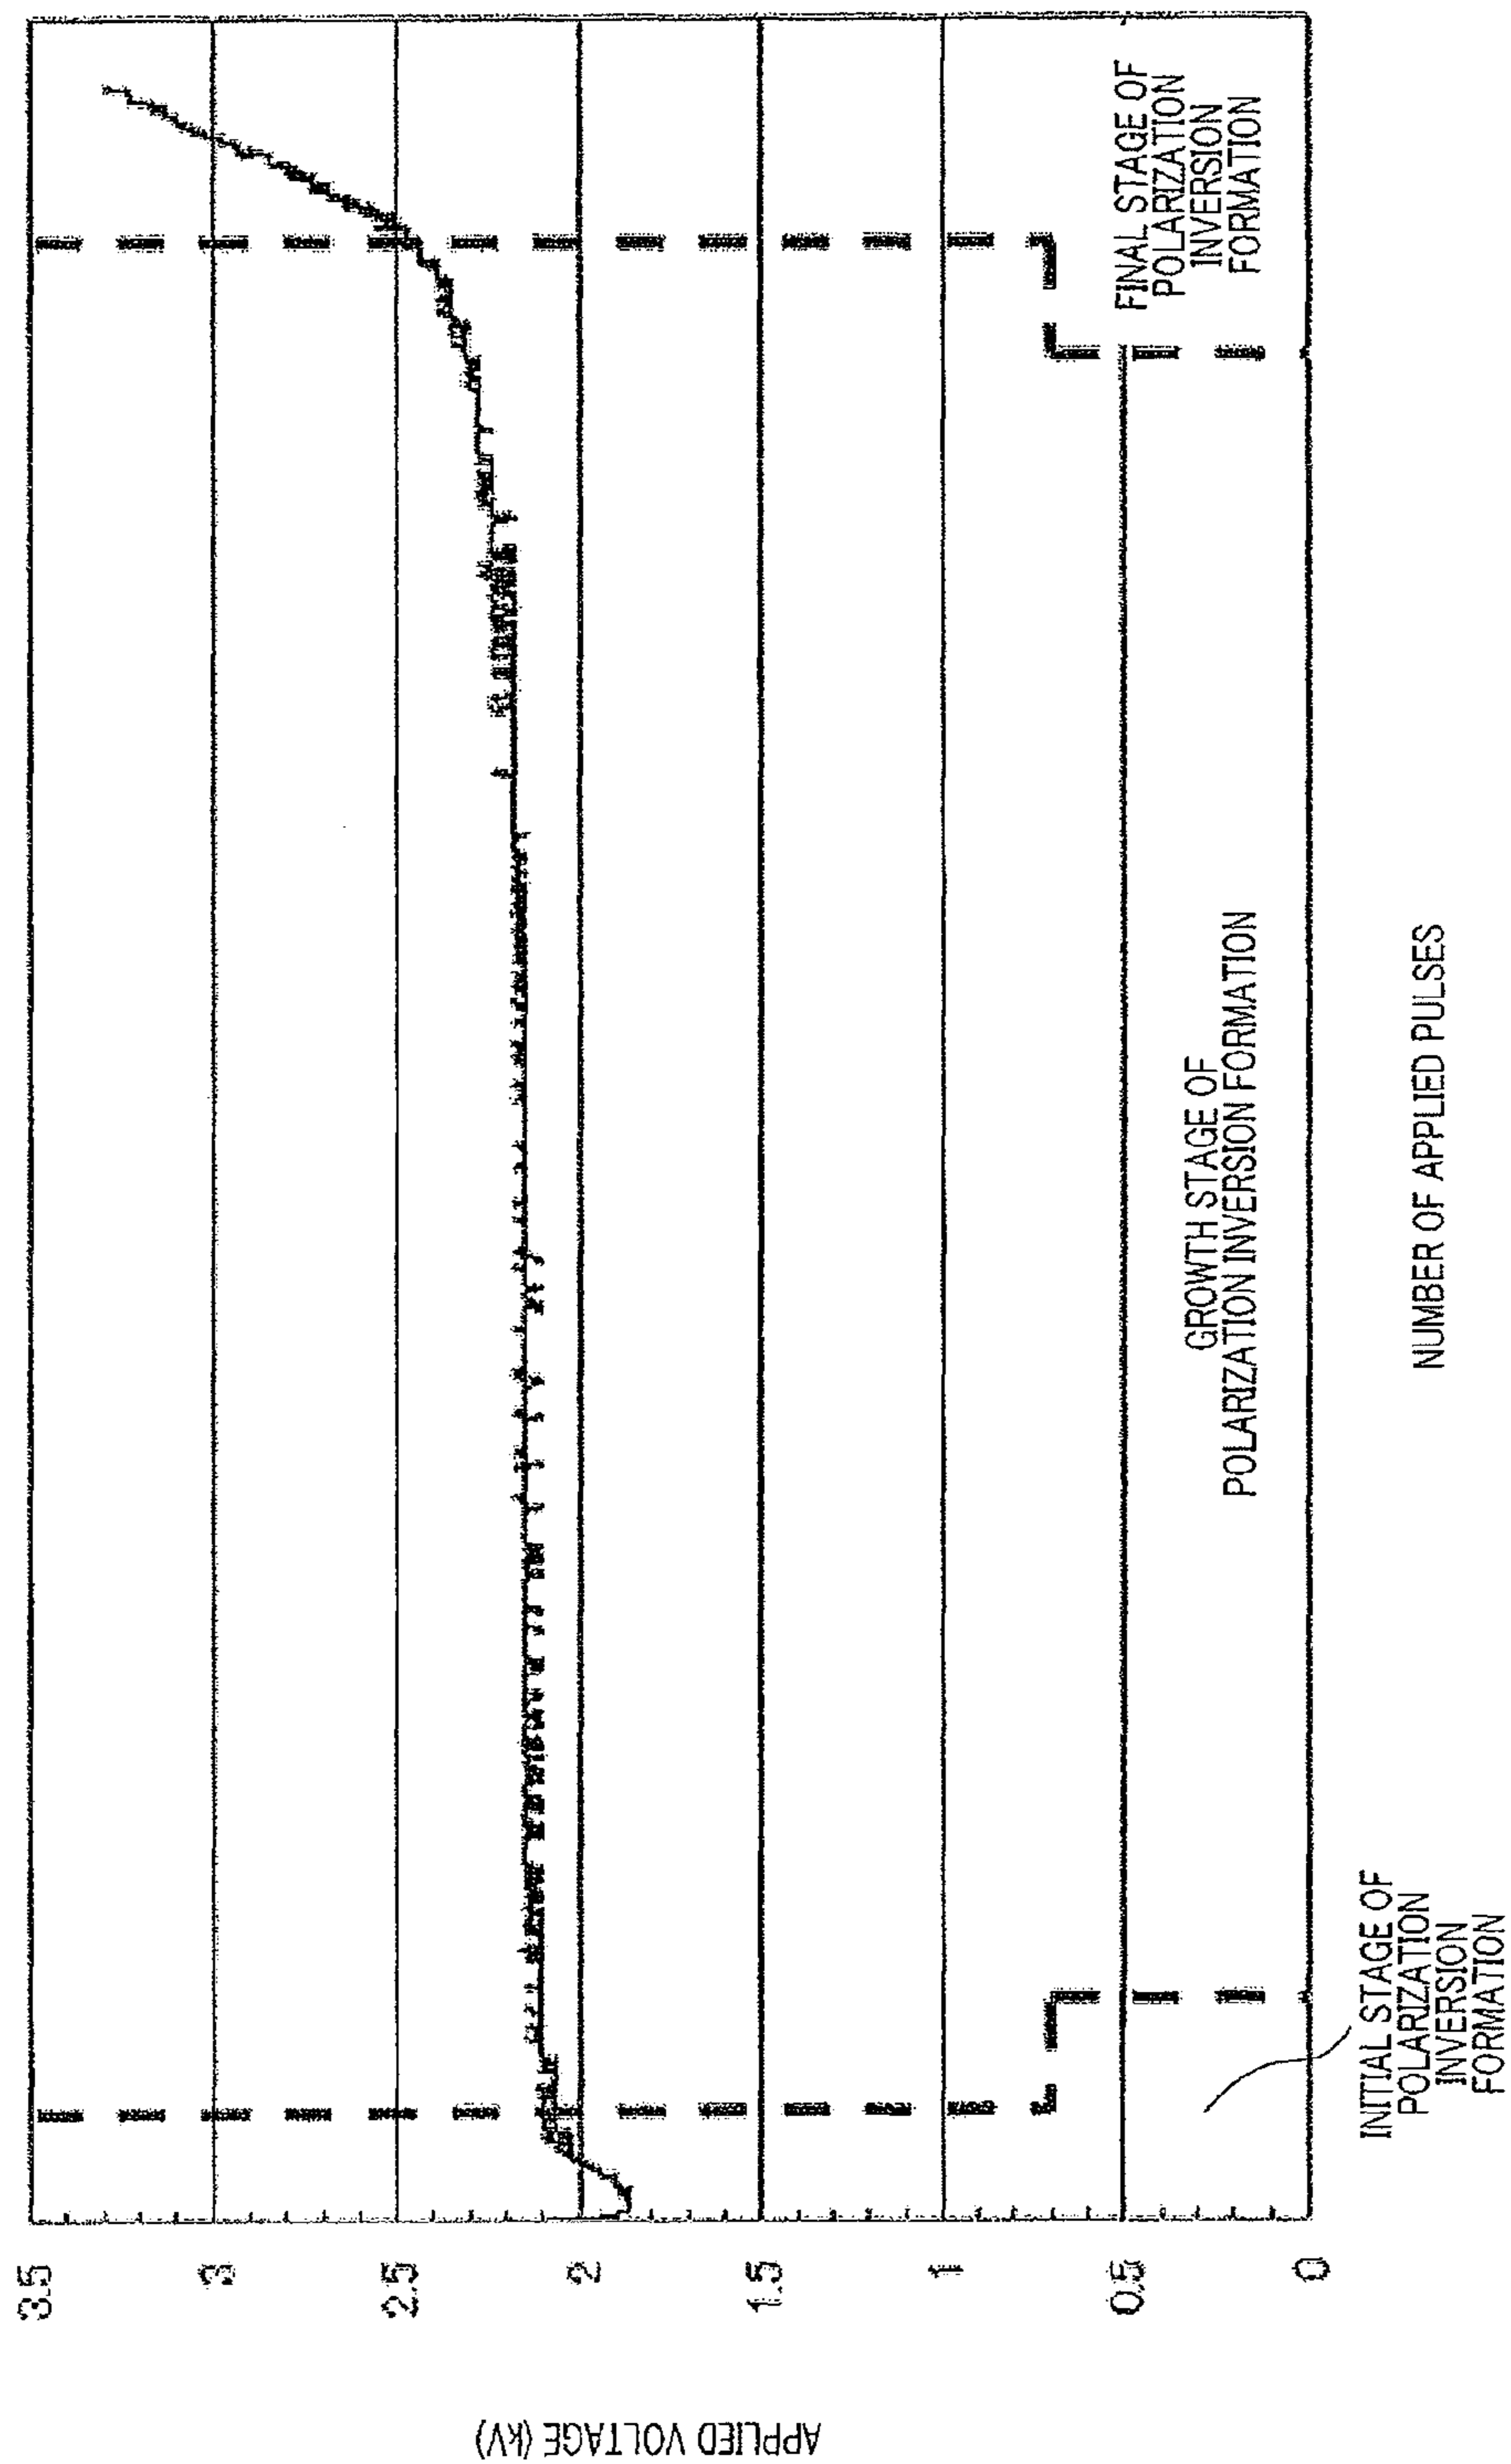 APPLIED VOLTAGE (kV)
3.5
3
2.5
2
1.5
1
0.5
0
INITIAL STAGE OF
POLARIZATION
INVERSION
FORMATION
GROWTH STAGE OF
POLARIZATION INVERSION FORMATION
FINAL STAGE OF
POLARIZATION
INVERSION
FORMATION
NUMBER OF APPLIED PULSES